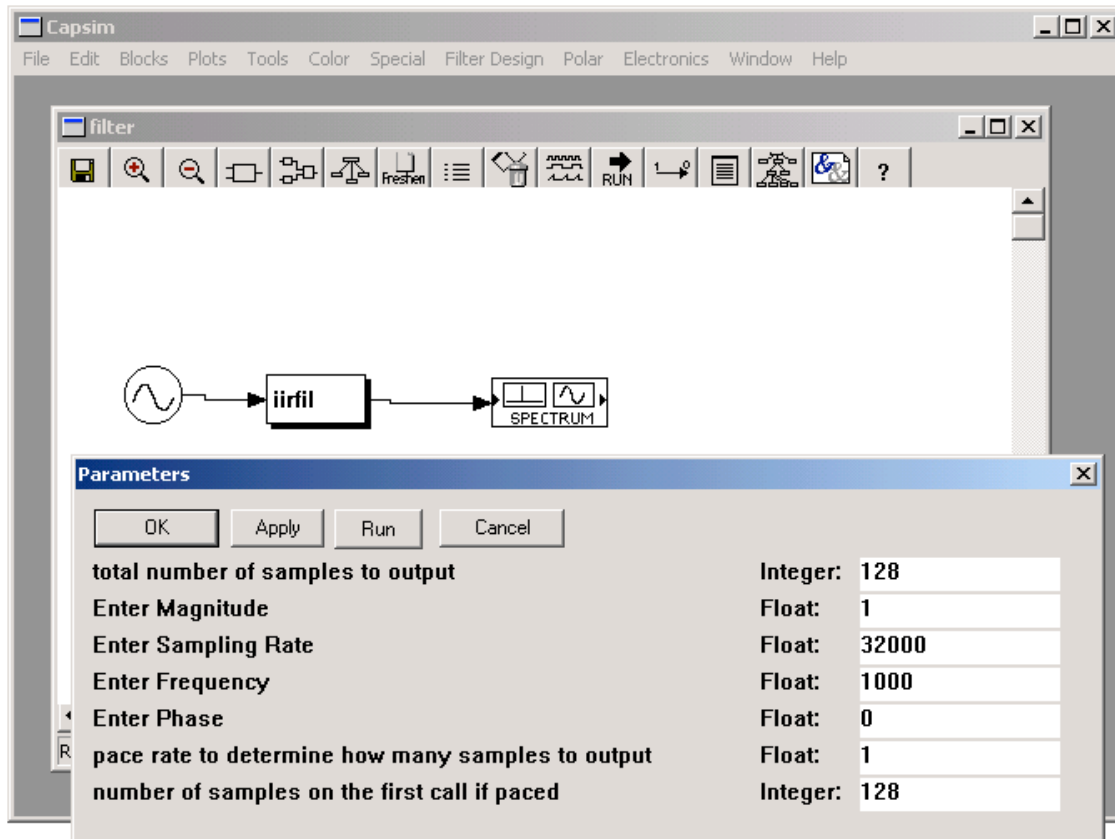 Capsim
File Edit Blocks Plots Tools Color Special Filter Design Polar Electronics Window Help
filter
Freshen RUN 1 0 & & ?
iirfil
SPECTRUM
Parameters
OK Apply Run Cancel
total number of samples to output Integer: 128
Enter Magnitude Float: 1
Enter Sampling Rate Float: 32000
Enter Frequency Float: 1000
Enter Phase Float: 0
R
pace rate to determine how many samples to output Float: 1
number of samples on the first call if paced Integer: 128